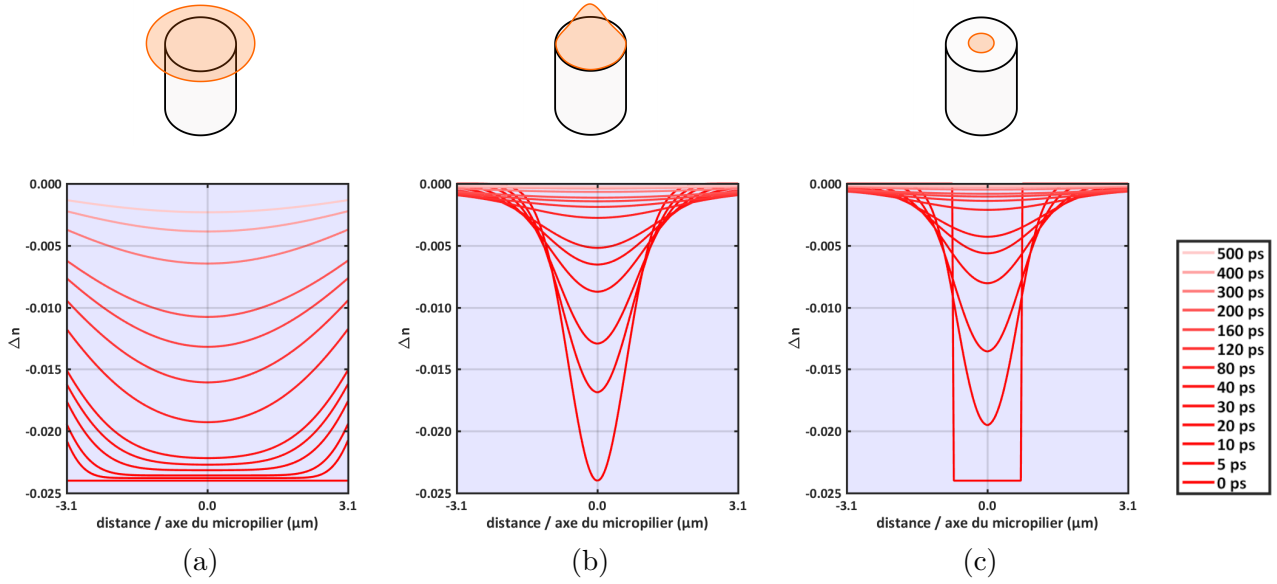 0.000
-0.005
-0.010
-0.015
-0.020
-0.025
△n
-3.1 0.0 3.1
distance / axe du micropilier (µm)
(a)
0.000
-0.005
-0.010
-0.015
-0.020
-0.025
△n
-3.1 0.0 3.1
distance / axe du micropilier (µm)
(b)
0.000
-0.005
-0.010
-0.015
-0.020
-0.025
△n
-3.1 0.0 3.1
distance / axe du micropilier (µm)
(c)
500 ps
400 ps
300 ps
200 ps
160 ps
120 ps
80 ps
40 ps
30 ps
20 ps
10 ps
5 ps
0 ps